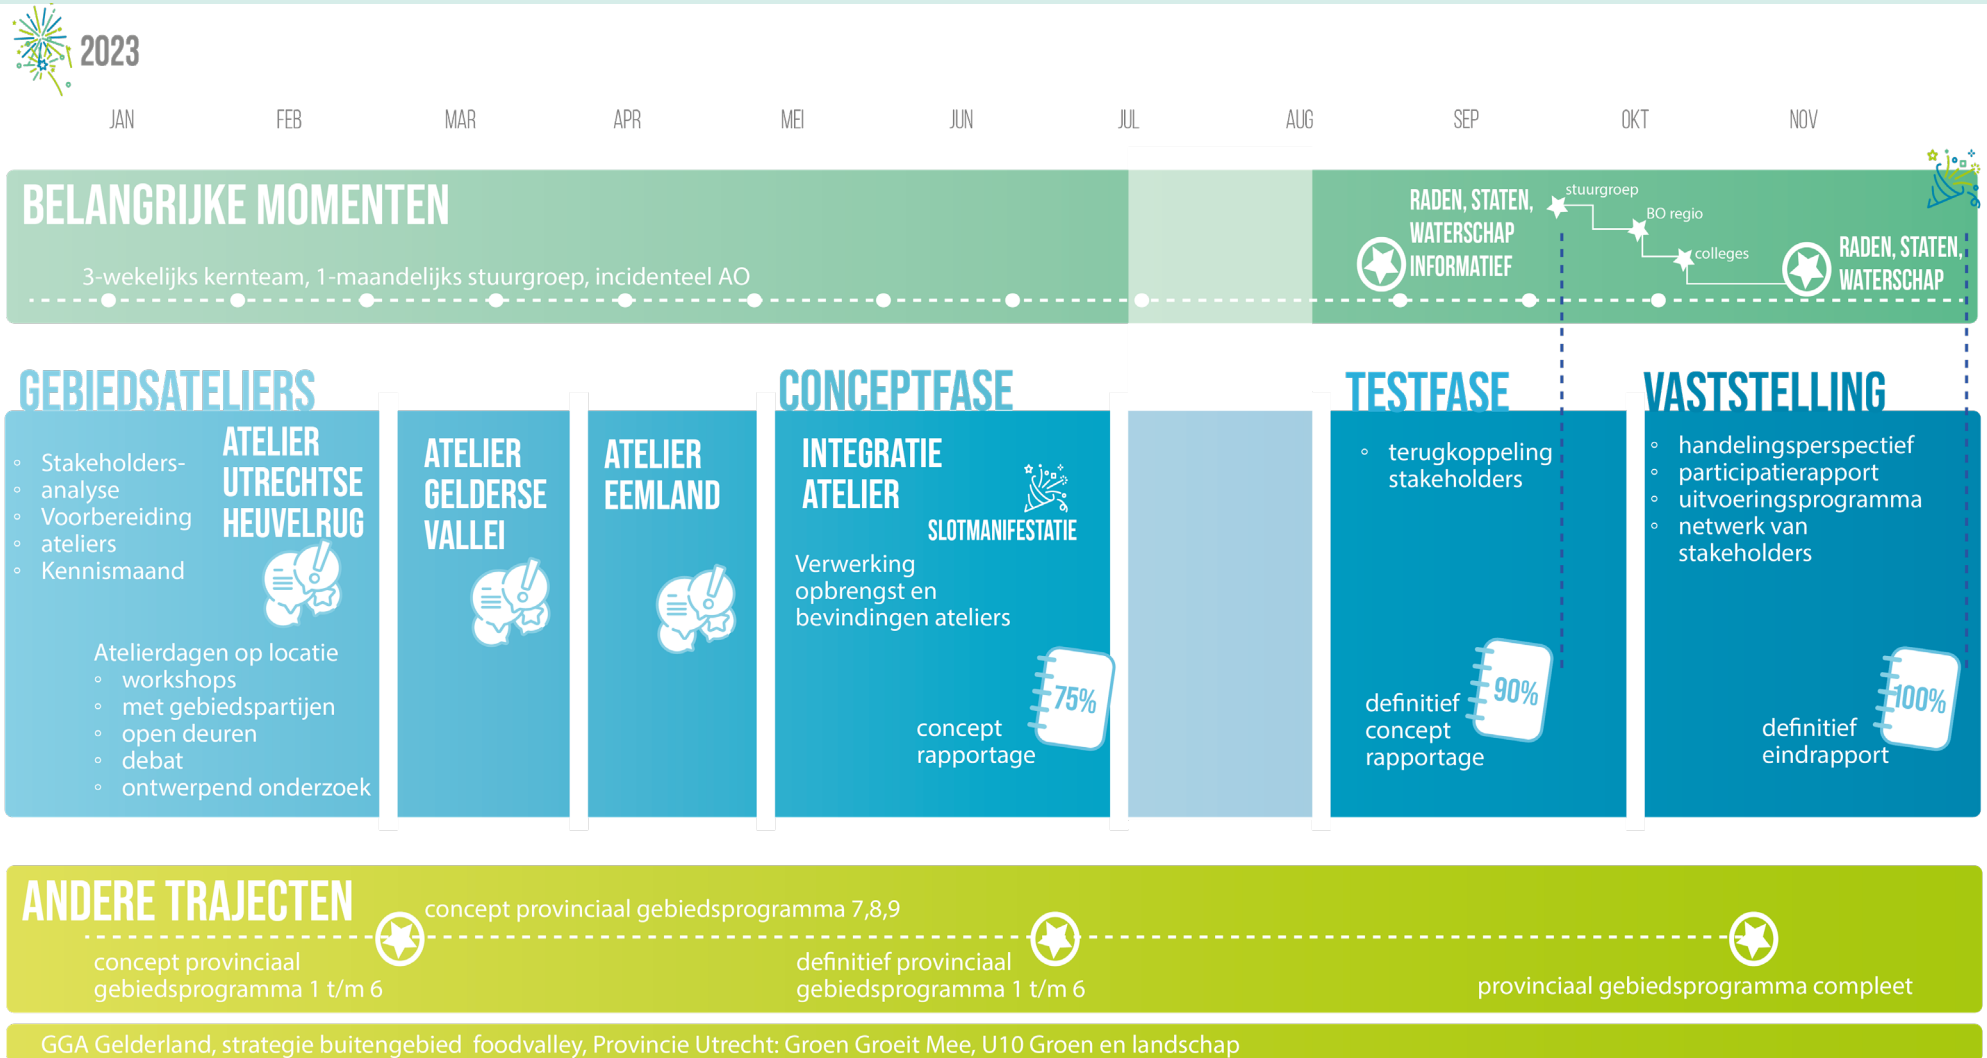 2023
JAN FEB MAR APR MEI JUN JUL AUG SEP OKT NOV
BELANGRIJKE MOMENTEN
3-wekelijks kernteam, 1-maandelijks stuurgroep, incidenteel AO
RADEN, STATEN,
WATERSCHAP
INFORMATIEF
stuurgroep
BO regio
colleges
RADEN, STATEN,
WATERSCHAP
GEBIEDSATELIERS
Stakeholders-
analyse
Voorbereiding
ateliers
Kennismaand
ATELIER
UTRECHTSE
HEUVELRUG
Atelierdagen op locatie
workshops
met gebiedspartijen
open deuren
debat
ontwerpend onderzoek
ATELIER
GELDERSE
VALLEI
ATELIER
EEMLAND
CONCEPTFASE
INTEGRATIE
ATELIER
SLOTMANIFESTATIE
Verwerking
opbrengst en
bevindingen ateliers
75%
concept
rapportage
TESTFASE
terugkoppeling
stakeholders
90%
definitief
concept
rapportage
VASTSTELLING
handelingsperspectief
participatierapport
uitvoeringsprogramma
netwerk van
stakeholders
100%
definitief
eindrapport
ANDERE TRAJECTEN
concept provinciaal gebiedsprogramma 7,8,9
concept provinciaal
gebiedsprogramma 1 t/m 6
definitief provinciaal
gebiedsprogramma 1 t/m 6
provinciaal gebiedsprogramma compleet
GGA Gelderland, strategie buitengebied foodvalley, Provincie Utrecht: Groen Groeit Mee, U10 Groen en landschap